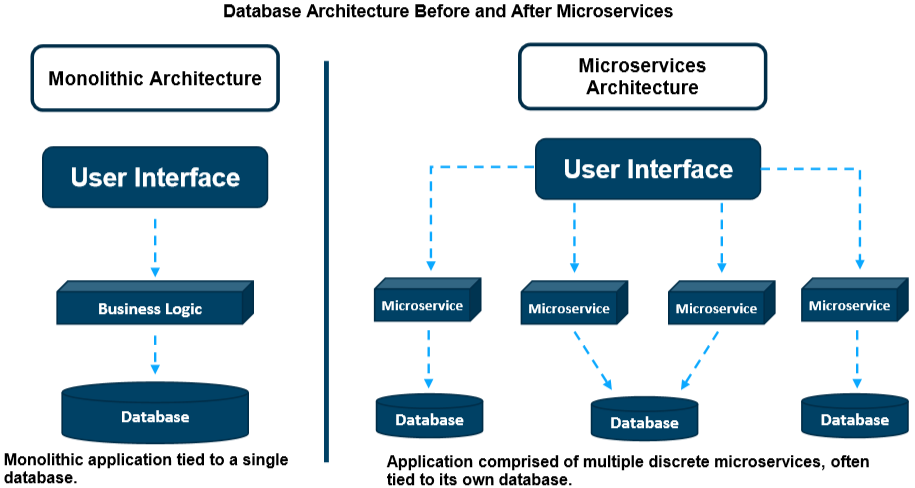 Database Architecture Before and After Microservices
Monolithic Architecture
User Interface
Business Logic
Database
Monolithic application tied to a single
database.
Microservices
Architecture
User Interface
Microservice
Microservice
Microservice
Microservice
Database
Database
Database
Application comprised of multiple discrete microservices, often
tied to its own database.